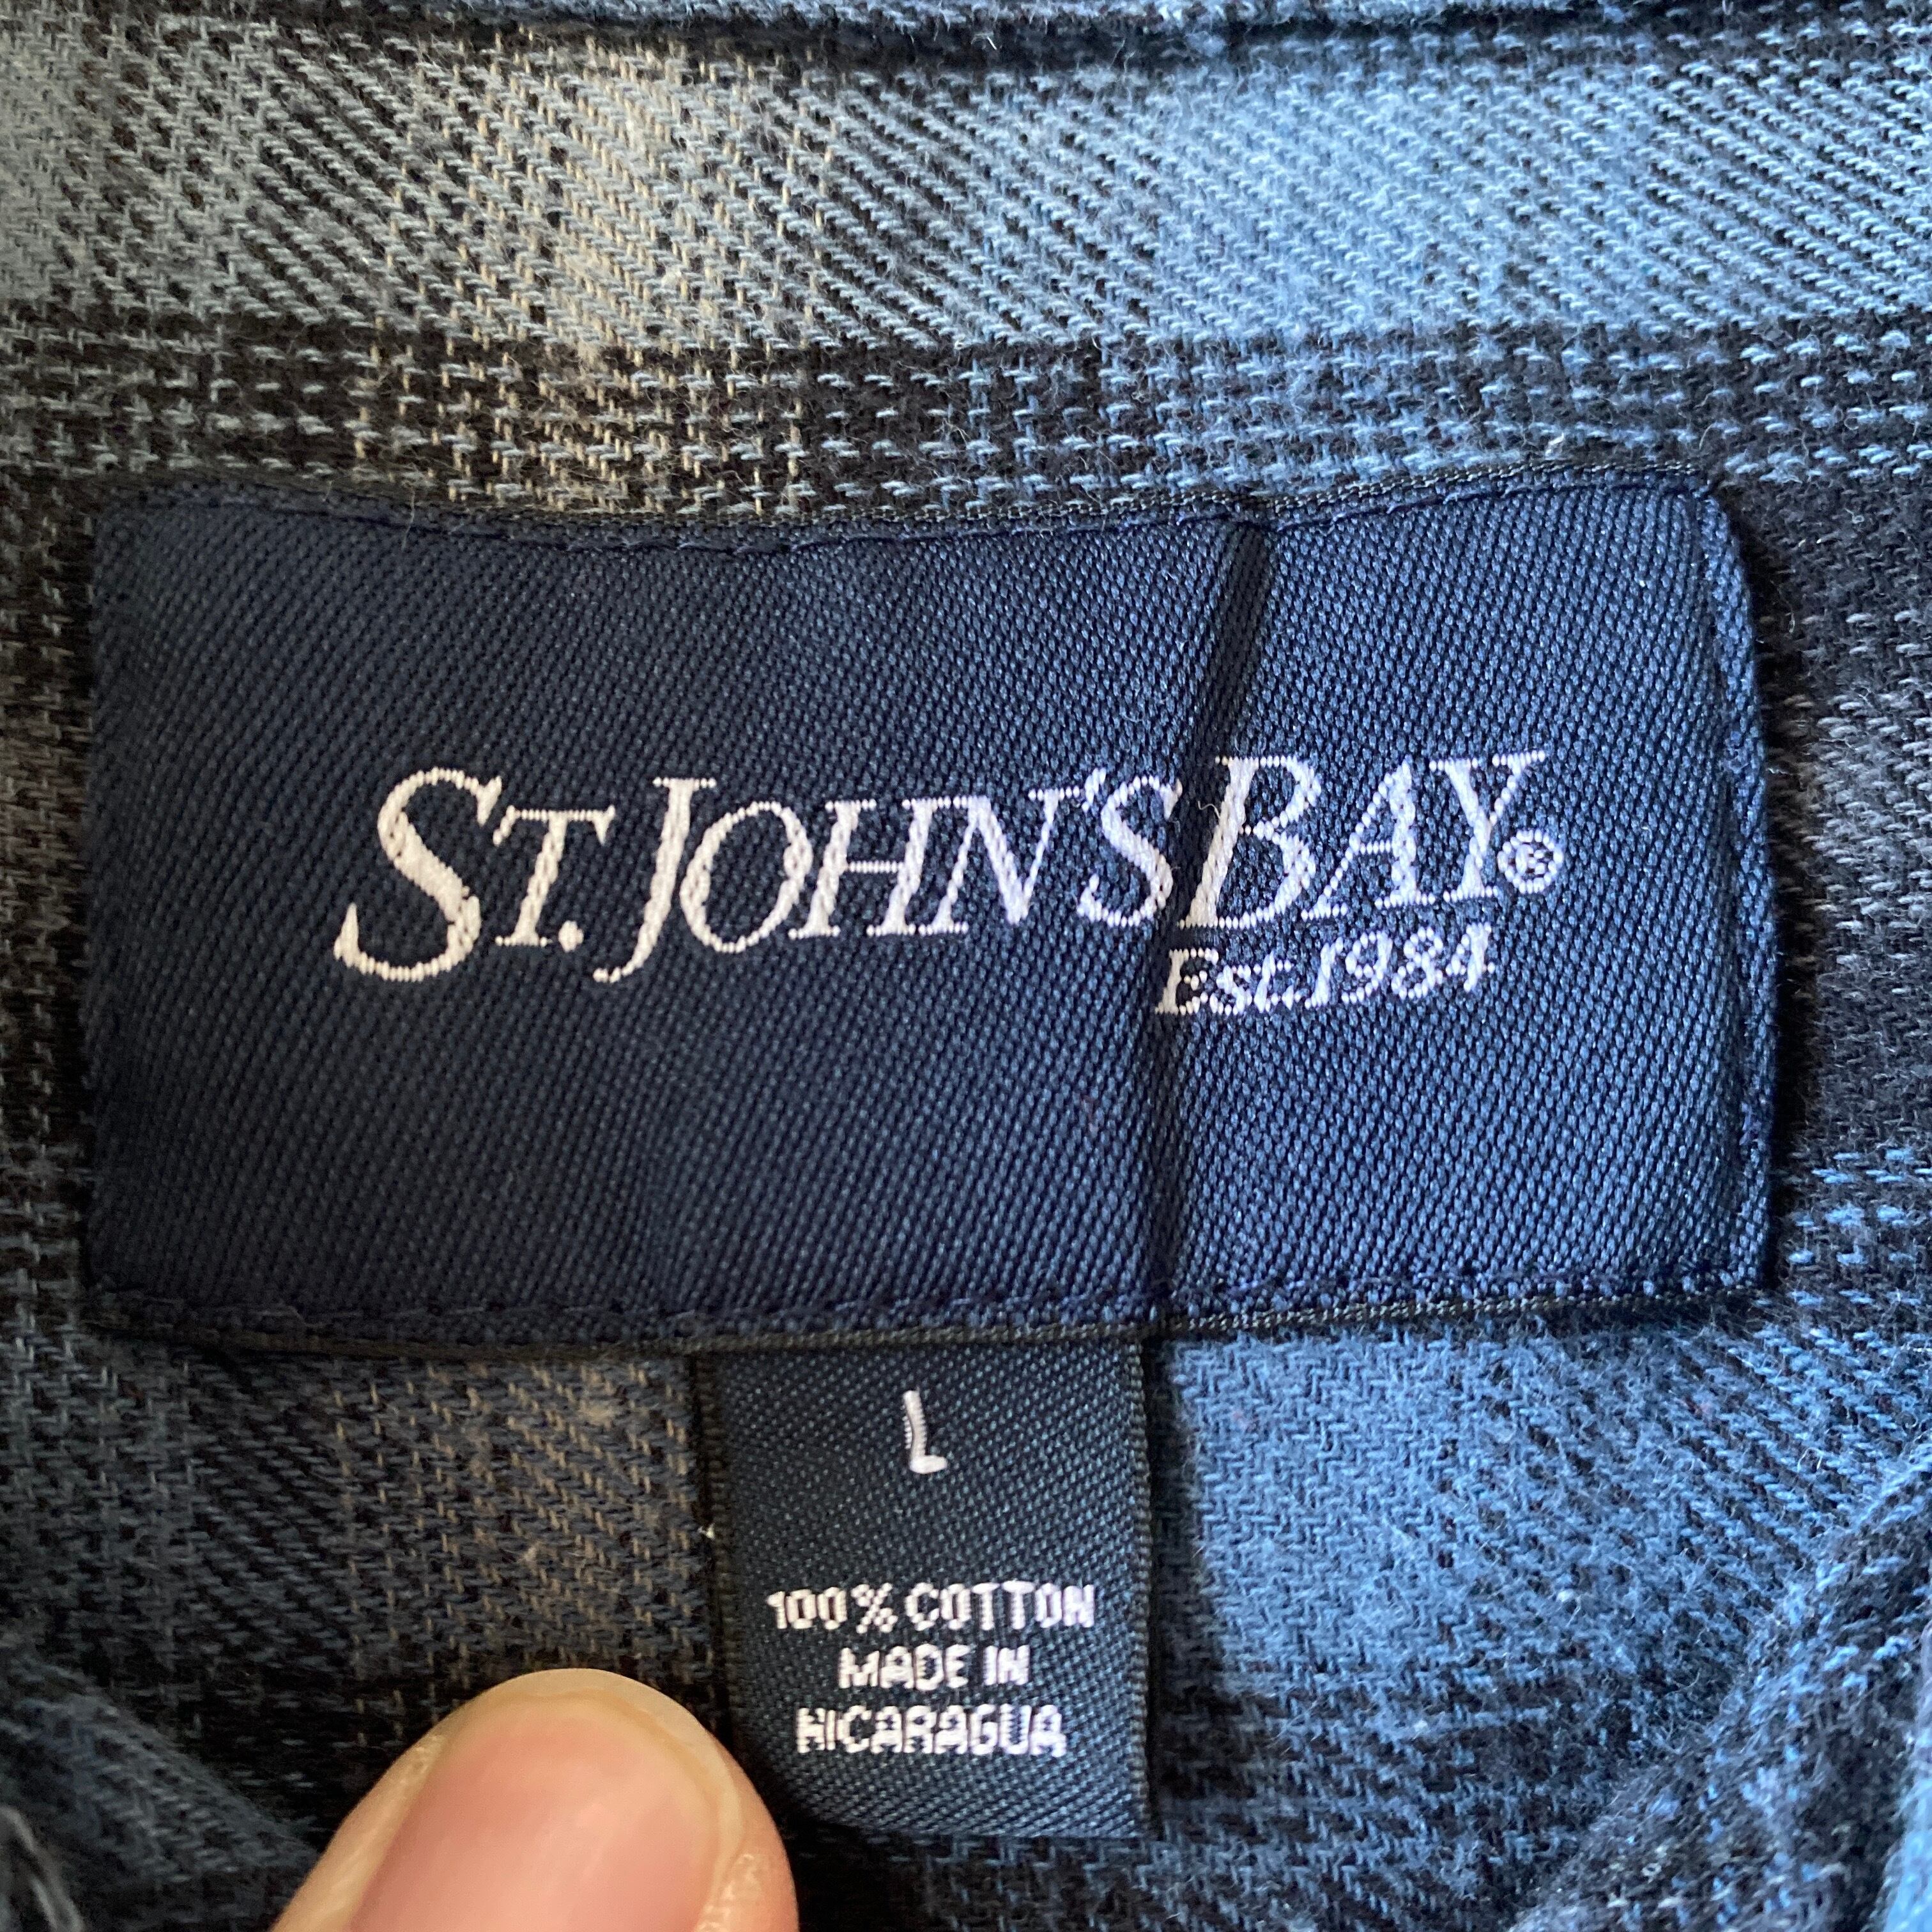 ST. JOHN'S BAY®
Est. 1984
L
100% COTTON
MADE IN
NICARAGUA